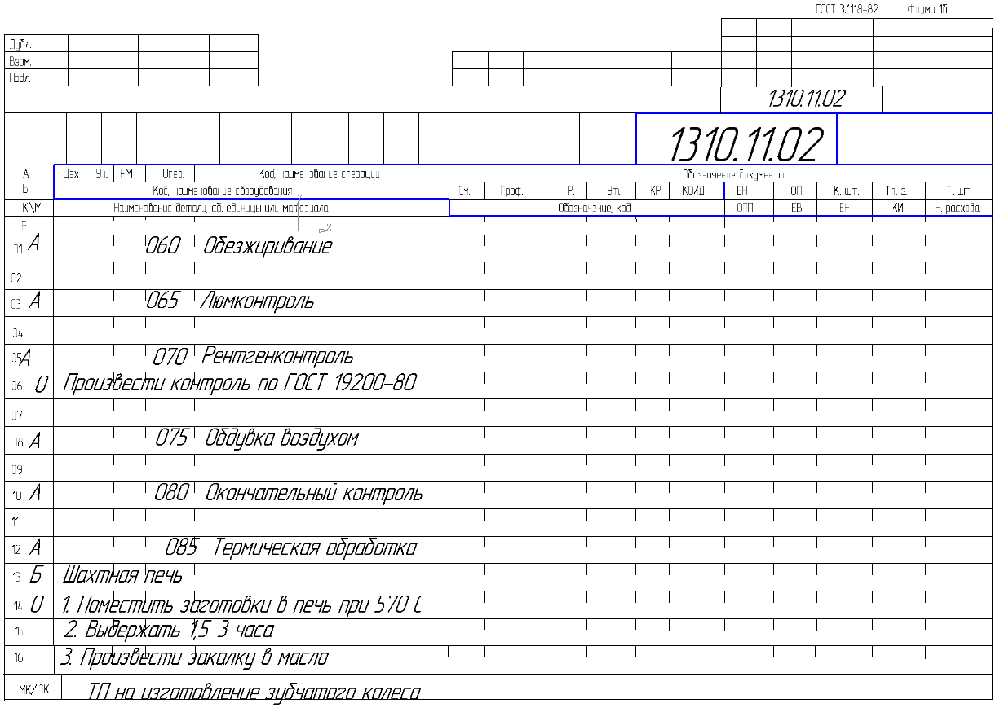 ГОСТ 3.1118-82 Форма 1б
Дубл.
Взам.
Подл.
1310.11.02
1310.11.02
А Цех Уч. РМ Опер. Код, наименование операции Обозначение документа
Б Код, наименование оборудования См. Проф. Р. Ут. КР КОИД ЕН ОП К. шт. Тп. з. Т. шт.
К\М Наименование детали, сб. единицы или материала Обозначение, код ОПП ЕВ ЕН КИ Н. расхода
Y
X
Р
01 А 060 Обезжиривание
02
03 А 065 Люмконтроль
04
05 А 070 Рентгенконтроль
06 О Произвести контроль по ГОСТ 19200-80
07
08 А 075 Обдувка воздухом
09
10 А 080 Окончательный контроль
11
12 А 085 Термическая обработка
13 Б Шахтная печь
14 О 1. Поместить заготовки в печь при 570 С
15 2. Выдержать 1,5-3 часа
16 3. Произвести закалку в масло
МК/ОК ТП на изготовление зубчатого колеса